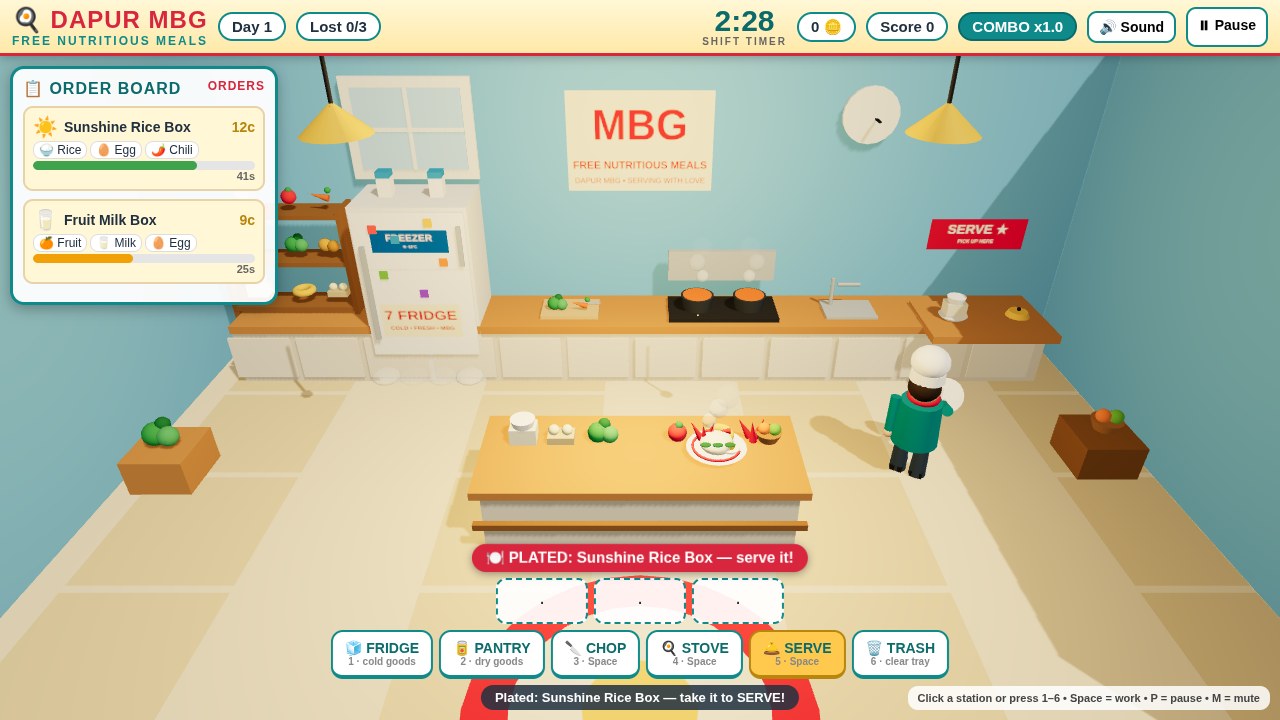 🍳 DAPUR MBG
FREE NUTRITIOUS MEALS
Day 1
Lost 0/3
2:28
SHIFT TIMER
0 🪙
Score 0
COMBO x1.0
🔊 Sound
⏸ Pause
📋 ORDER BOARD
ORDERS
☀️ Sunshine Rice Box 12c
🍚 Rice 🥚 Egg 🌶️ Chili
41s
🥛 Fruit Milk Box 9c
🍊 Fruit 🥛 Milk 🥚 Egg
25s
MBG
FREE NUTRITIOUS MEALS
DAPUR MBG • SERVING WITH LOVE
SERVE ★
PICK UP HERE
FREEZER
7 FRIDGE
COLD • FRESH • MBG
🍽️ PLATED: Sunshine Rice Box — serve it!
🧊 FRIDGE
1 · cold goods
🥫 PANTRY
2 · dry goods
🔪 CHOP
3 · Space
🍳 STOVE
4 · Space
🛎️ SERVE
5 · Space
🗑️ TRASH
6 · clear tray
Plated: Sunshine Rice Box — take it to SERVE!
Click a station or press 1–6 • Space = work • P = pause • M = mute